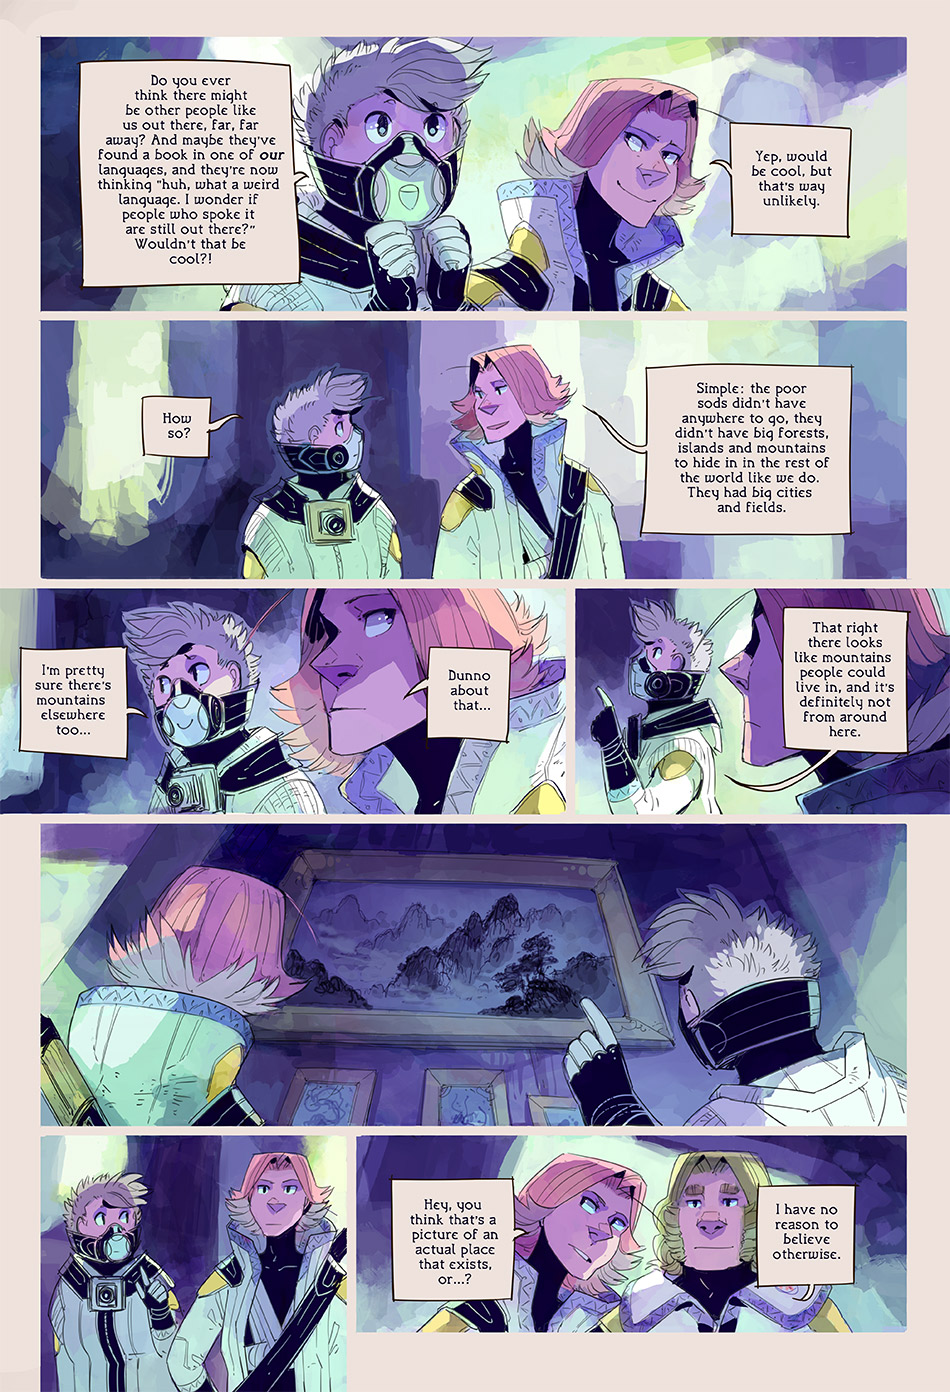 Do you ever
think there might
be other people like
us out there, far, far
away? And maybe they've
found a book in one of our
languages, and they're now
thinking "huh, what a weird
language. I wonder if
people who spoke it
are still out there?"
Wouldn't that be
cool?!
Yep, would
be cool, but
that's way
unlikely.
How
so?
Simple: the poor
sods didn't have
anywhere to go, they
didn't have big forests,
islands and mountains
to hide in in the rest of
the world like we do.
They had big cities
and fields.
I'm pretty
sure there's
mountains
elsewhere
too...
Dunno
about
that...
That right
there looks
like mountains
people could
live in, and it's
definitely not
from around
here.
Hey, you
think that's a
picture of an
actual place
that exists,
or...?
I have no
reason to
believe
otherwise.